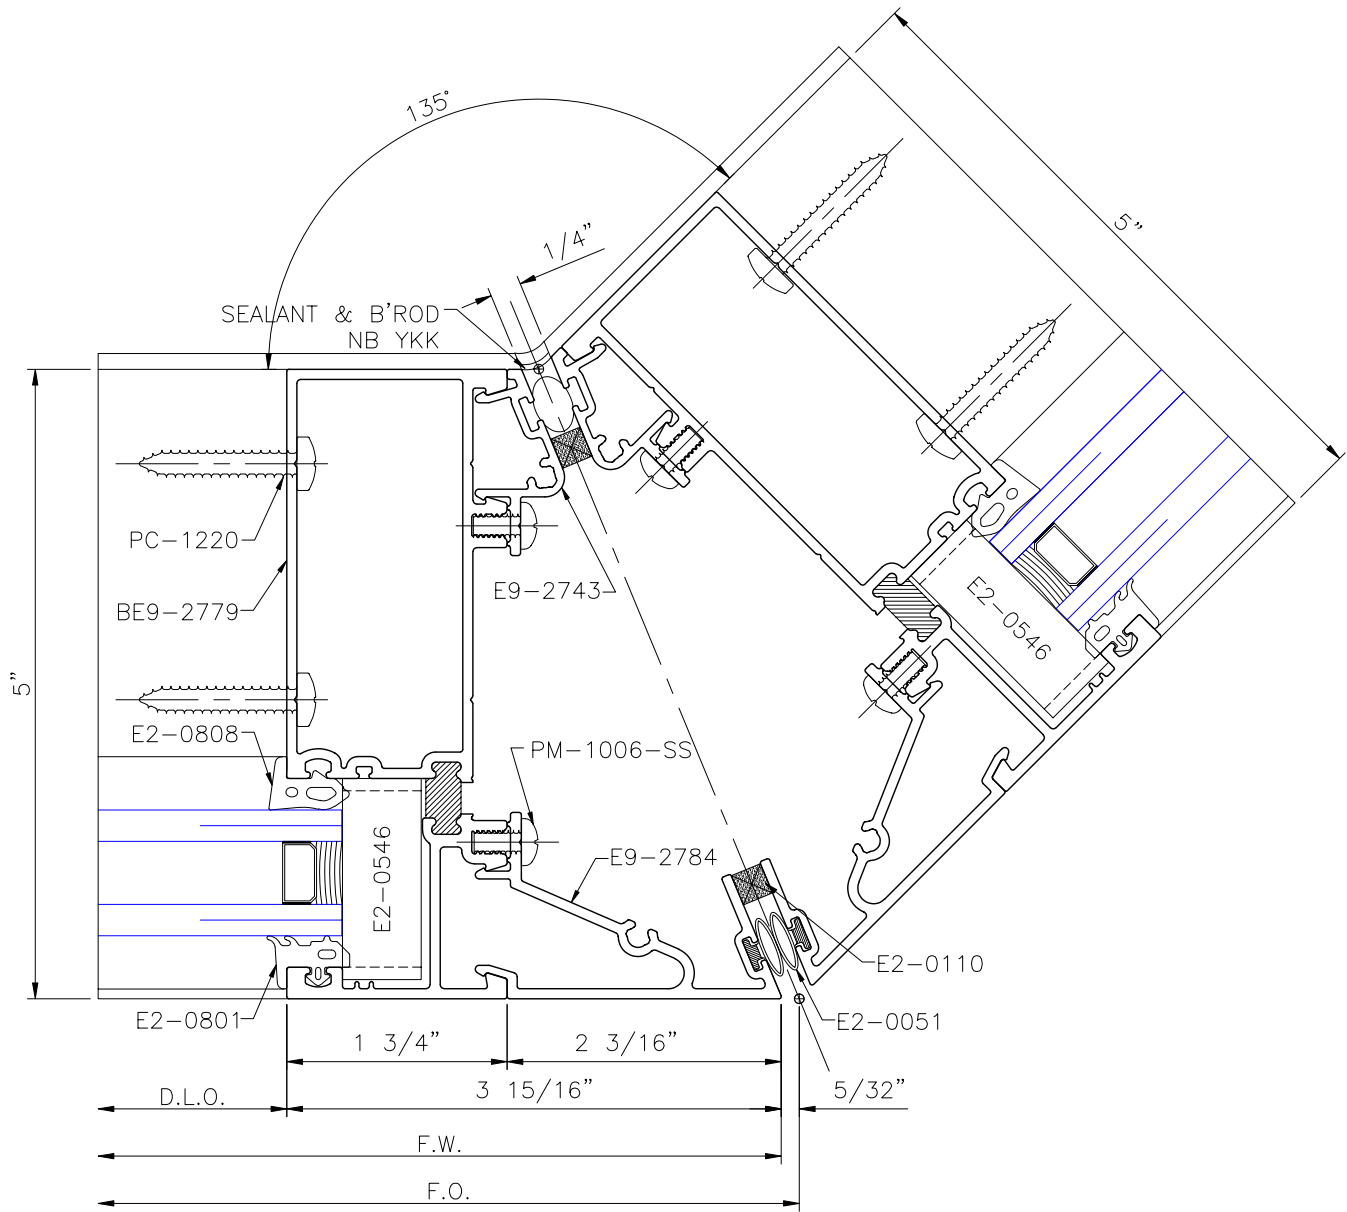 135°
5"
1/4"
SEALANT & B'ROD
NB YKK
PC-1220
E9-2743
E2-0546
BE9-2779
5"
E2-0808
PM-1006-SS
E2-0546
E9-2784
E2-0110
E2-0801
E2-0051
1 3/4"
2 3/16"
D.L.O.
3 15/16"
5/32"
F.W.
F.O.